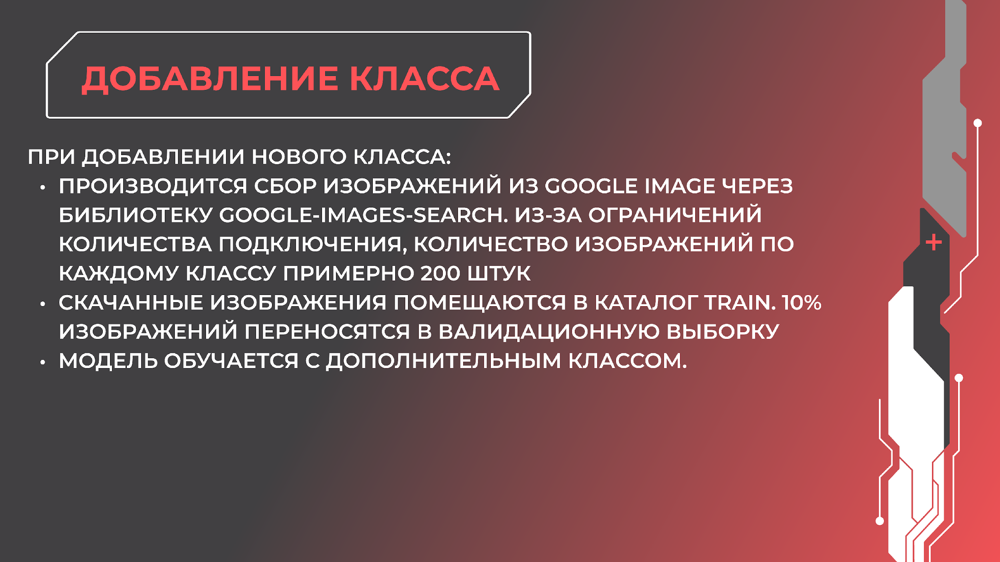 ДОБАВЛЕНИЕ КЛАССА
ПРИ ДОБАВЛЕНИИ НОВОГО КЛАССА:
• ПРОИЗВОДИТСЯ СБОР ИЗОБРАЖЕНИЙ ИЗ GOOGLE IMAGE ЧЕРЕЗ
БИБЛИОТЕКУ GOOGLE-IMAGES-SEARCH. ИЗ-ЗА ОГРАНИЧЕНИЙ
КОЛИЧЕСТВА ПОДКЛЮЧЕНИЯ, КОЛИЧЕСТВО ИЗОБРАЖЕНИЙ ПО
КАЖДОМУ КЛАССУ ПРИМЕРНО 200 ШТУК
• СКАЧАННЫЕ ИЗОБРАЖЕНИЯ ПОМЕЩАЮТСЯ В КАТАЛОГ TRAIN. 10%
ИЗОБРАЖЕНИЙ ПЕРЕНОСЯТСЯ В ВАЛИДАЦИОННУЮ ВЫБОРКУ
• МОДЕЛЬ ОБУЧАЕТСЯ С ДОПОЛНИТЕЛЬНЫМ КЛАССОМ.